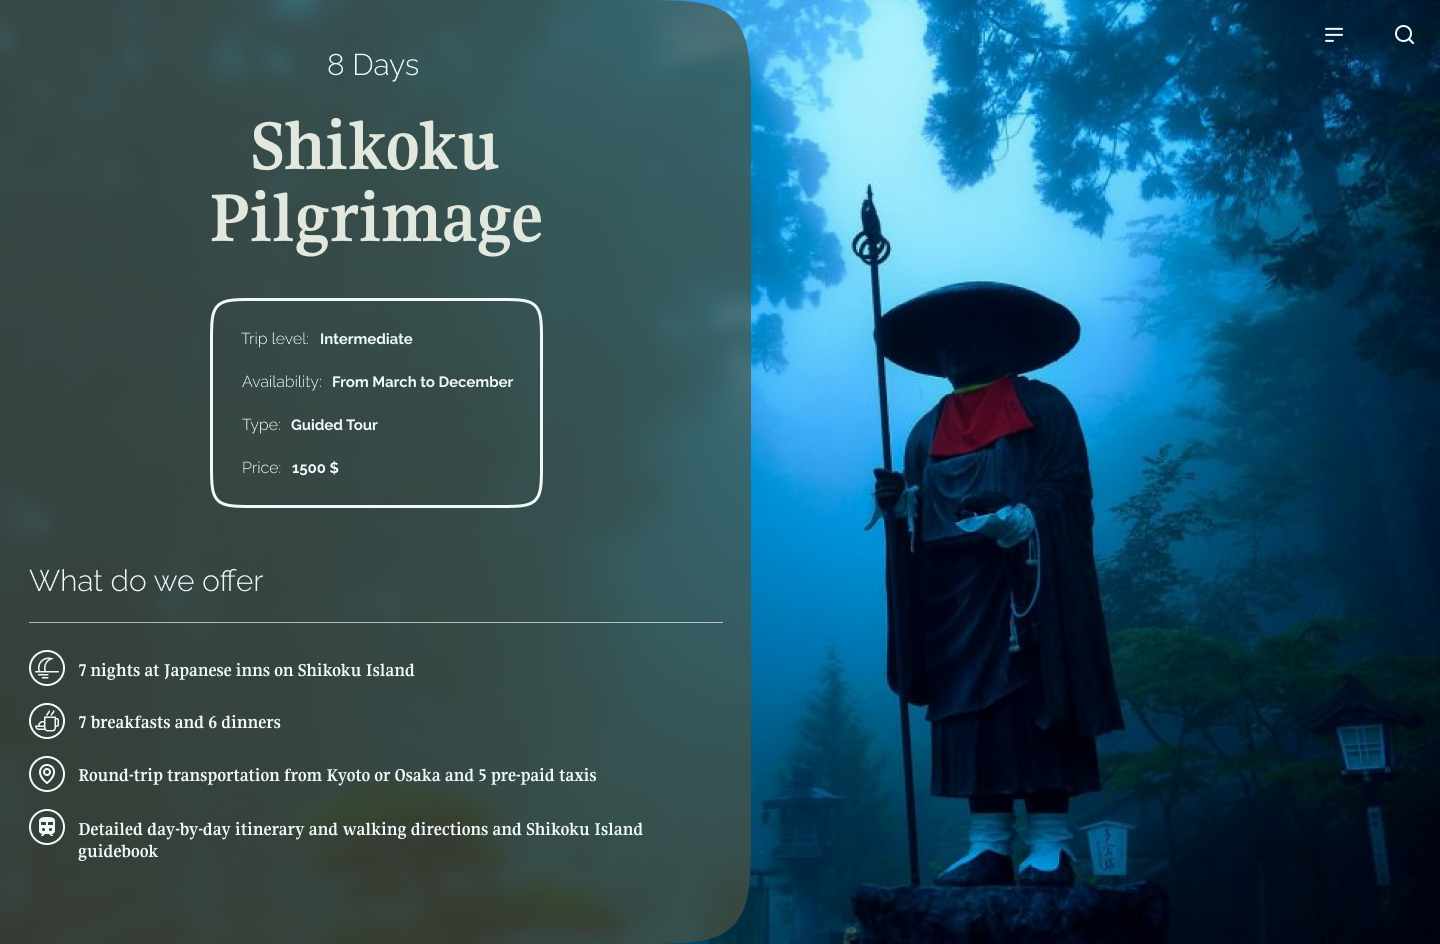 8 Days
Shikoku
Pilgrimage
Trip level: Intermediate
Availability: From March to December
Type: Guided Tour
Price: 1500 $
What do we offer
7 nights at Japanese inns on Shikoku Island
7 breakfasts and 6 dinners
Round-trip transportation from Kyoto or Osaka and 5 pre-paid taxis
Detailed day-by-day itinerary and walking directions and Shikoku Island
guidebook